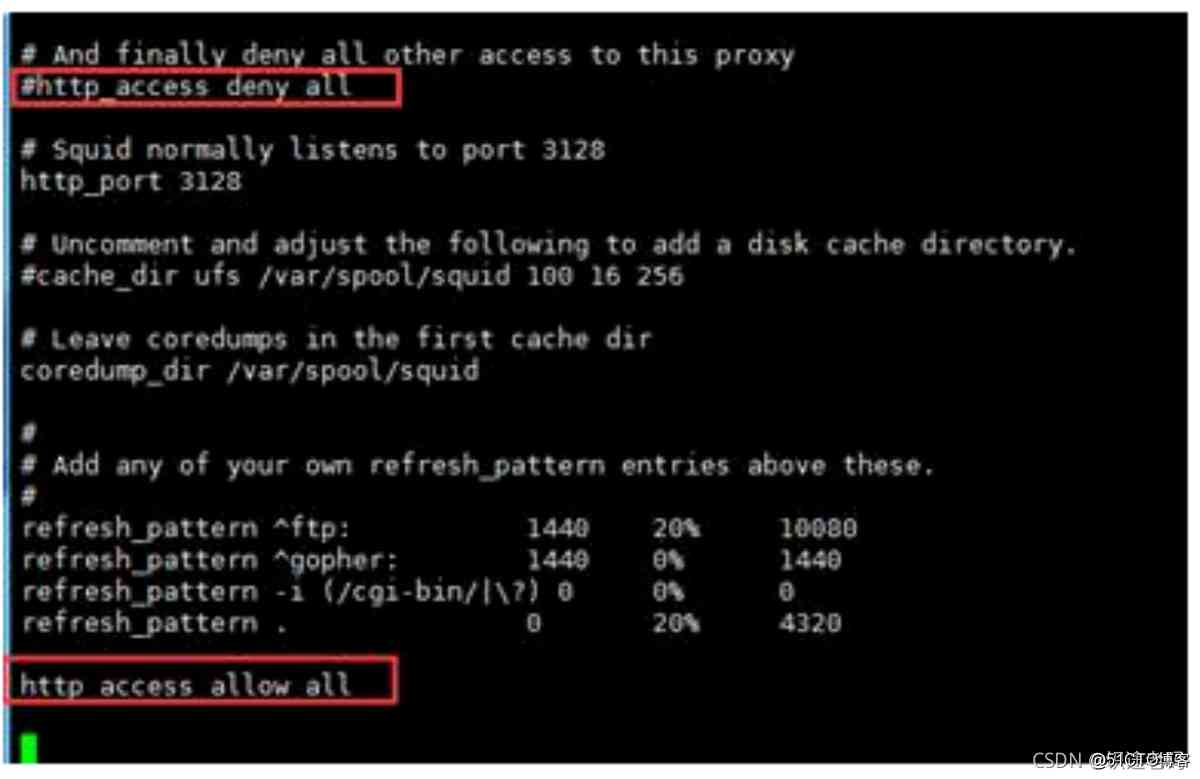 # And finally deny all other access to this proxy
#http_access deny all
# Squid normally listens to port 3128
http_port 3128
# Uncomment and adjust the following to add a disk cache directory.
#cache_dir ufs /var/spool/squid 100 16 256
# Leave coredumps in the first cache dir
coredump_dir /var/spool/squid
#
# Add any of your own refresh_pattern entries above these.
#
refresh_pattern ^ftp: 1440 20% 10080
refresh_pattern ^gopher: 1440 0% 1440
refresh_pattern -i (/cgi-bin/|\?) 0 0% 0
refresh_pattern . 0 20% 4320
http access allow all
CSDN